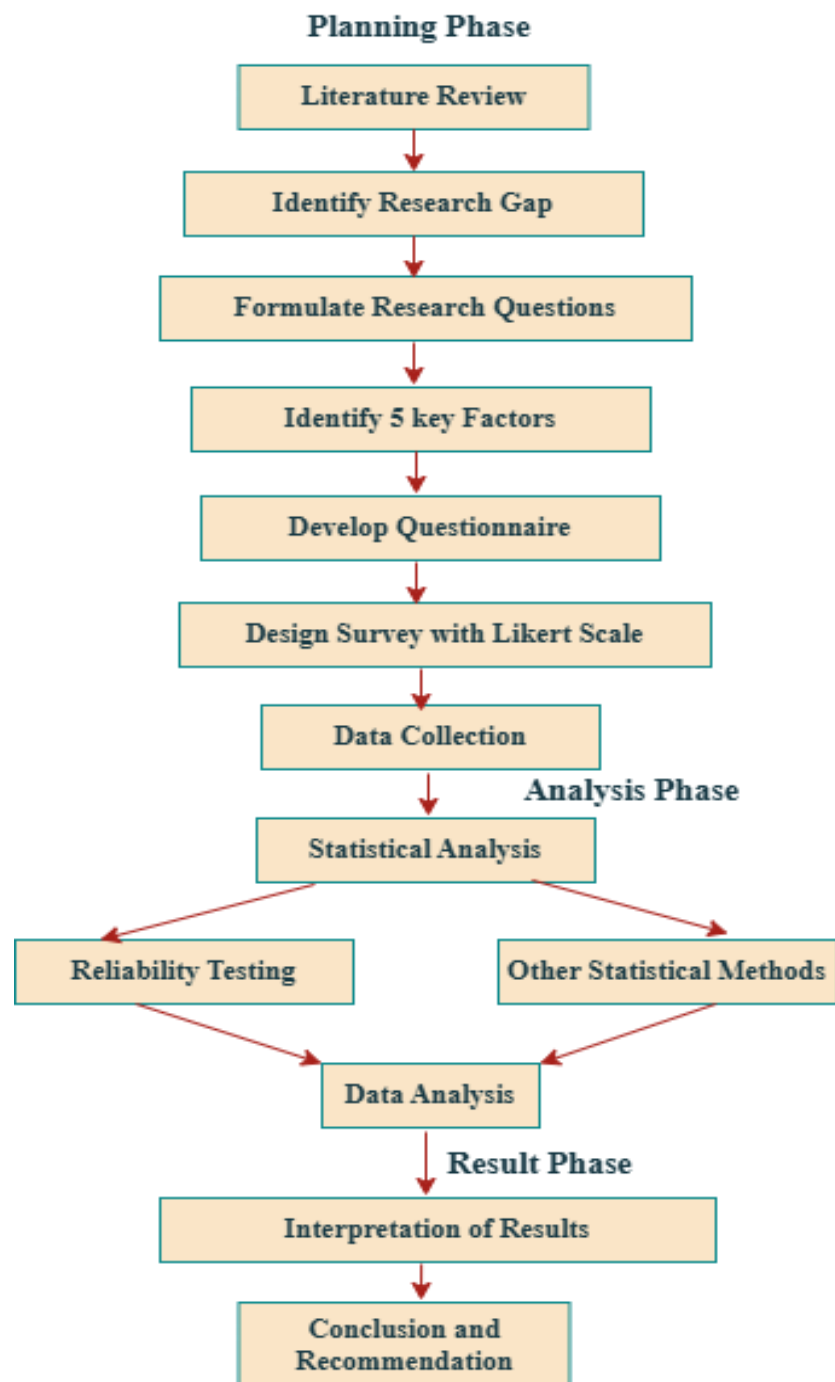 Planning Phase
Literature Review
Identify Research Gap
Formulate Research Questions
Identify 5 key Factors
Develop Questionnaire
Design Survey with Likert Scale
Data Collection
Analysis Phase
Statistical Analysis
Reliability Testing
Other Statistical Methods
Data Analysis
Result Phase
Interpretation of Results
Conclusion and
Recommendation